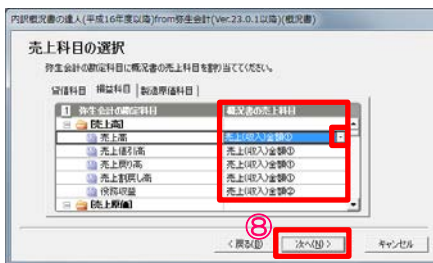 内訳概況書の達人(平成16年度以降)from弥生会計(Ver.23.0.1以降)(概況書)
売上科目の選択
弥生会計の勘定科目に概況書の売上科目を割り当ててください。
貸借科目 損益科目 製造原価科目
1 弥生会計の勘定科目 概況書の売上科目
[売上高]
売上高 売上(収入)金額①
売上値引高 売上(収入)金額①
売上戻り高 売上(収入)金額①
売上割戻し高 売上(収入)金額①
役務収益 売上(収入)金額②
[売上原価]
⑧
< 戻る(B) 次へ(N) > キャンセル